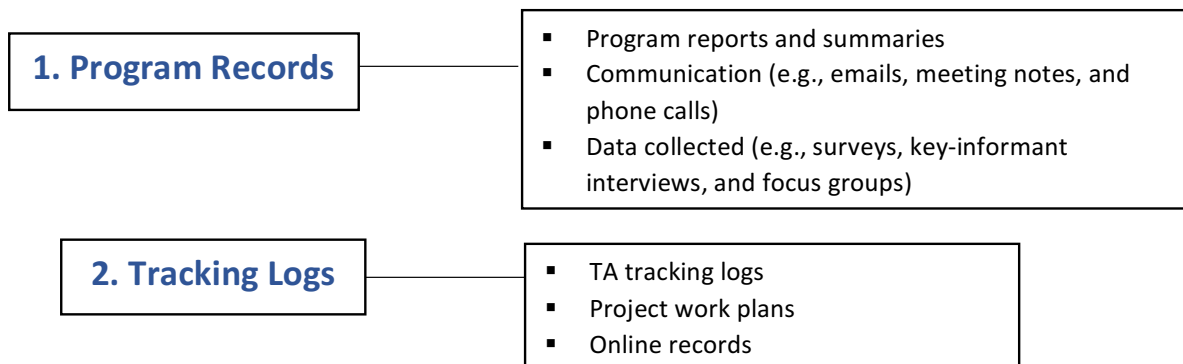 1. Program Records
▪ Program reports and summaries
▪ Communication (e.g., emails, meeting notes, and
phone calls)
▪ Data collected (e.g., surveys, key-informant
interviews, and focus groups)
2. Tracking Logs
▪ TA tracking logs
▪ Project work plans
▪ Online records